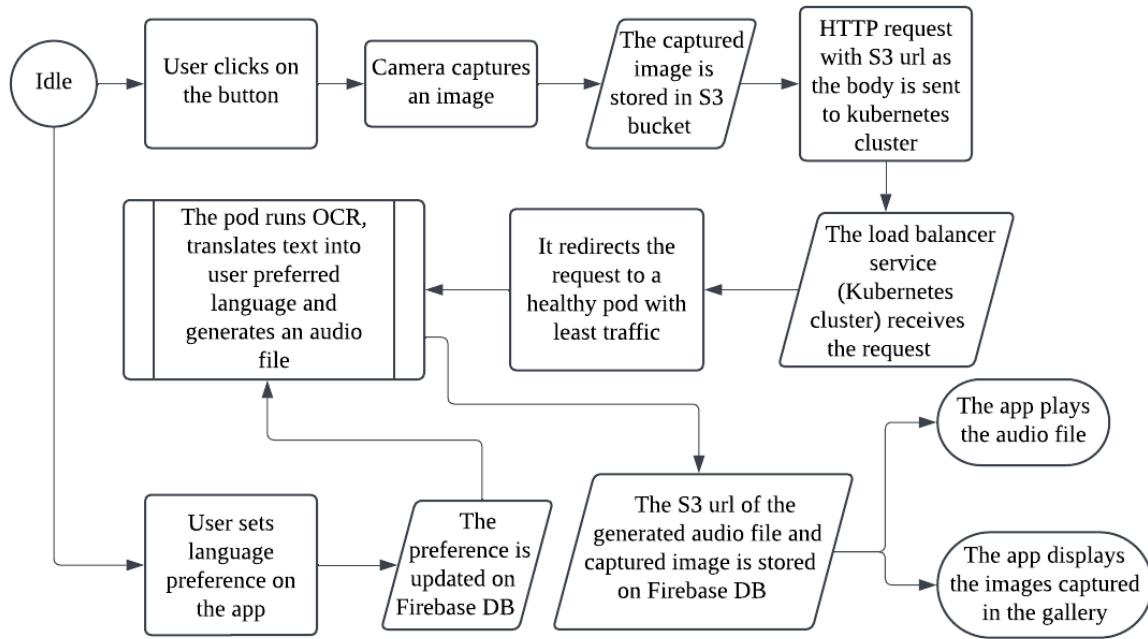 Idle
User clicks on
the button
Camera captures
an image
The captured
image is
stored in S3
bucket
HTTP request
with S3 url as
the body is sent
to kubernetes
cluster
The load balancer
service
(Kubernetes
cluster) receives
the request
It redirects the
request to a
healthy pod with
least traffic
The pod runs OCR,
translates text into
user preferred
language and
generates an audio
file
User sets
language
preference on
the app
The
preference is
updated on
Firebase DB
The S3 url of the
generated audio file and
captured image is stored
on Firebase DB
The app plays
the audio file
The app displays
the images captured
in the gallery